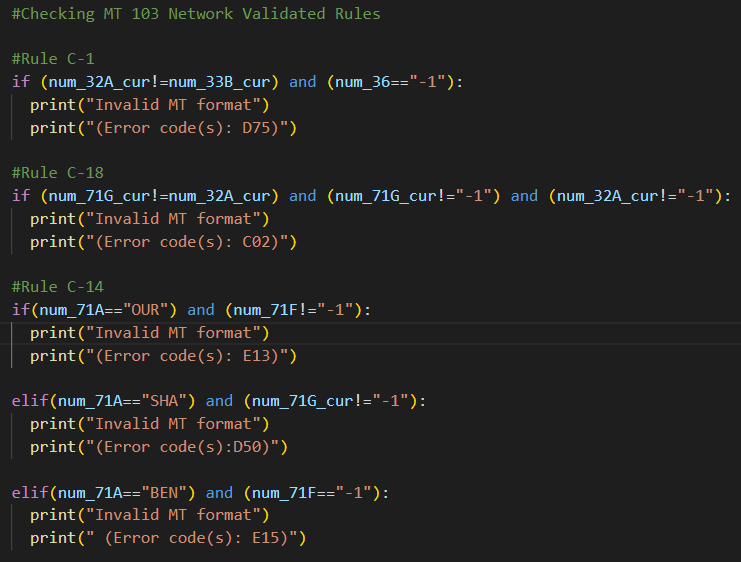 #Checking MT 103 Network Validated Rules
#Rule C-1
if (num_32A_cur!=num_33B_cur) and (num_36=="-1"):
print("Invalid MT format")
print("(Error code(s): D75)")
#Rule C-18
if (num_71G_cur!=num_32A_cur) and (num_71G_cur!="-1") and (num_32A_cur!="-1"):
print("Invalid MT format")
print("(Error code(s): C02)")
#Rule C-14
if(num_71A=="OUR") and (num_71F!="-1"):
print("Invalid MT format")
print("(Error code(s): E13)")
elif(num_71A=="SHA") and (num_71G_cur!="-1"):
print("Invalid MT format")
print("(Error code(s):D50)")
elif(num_71A=="BEN") and (num_71F=="-1"):
print("Invalid MT format")
print(" (Error code(s): E15)")